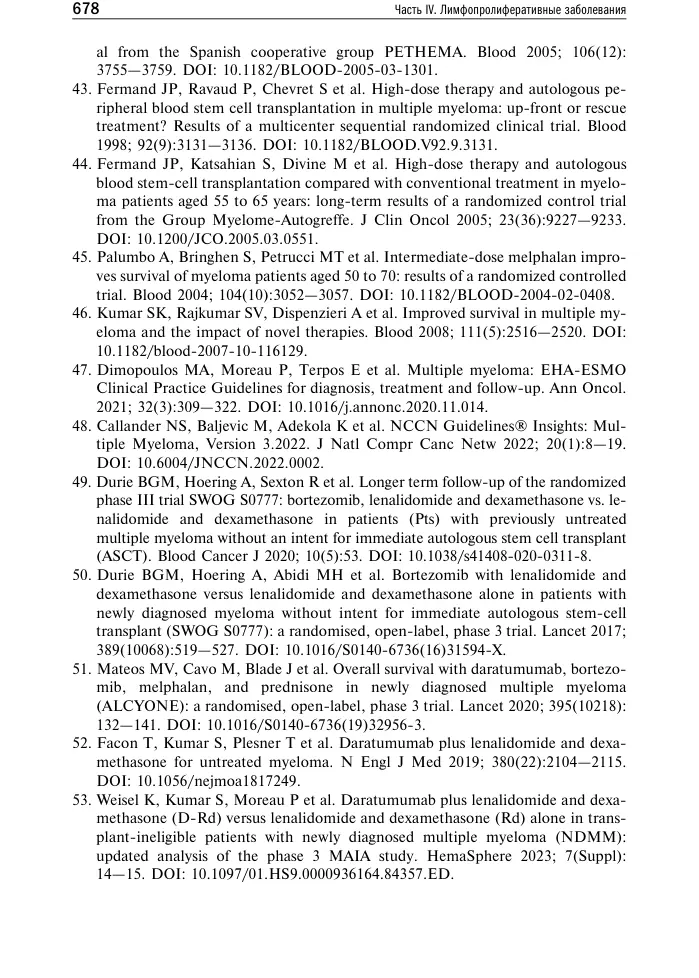 678
Часть IV. Лимфопролиферативные заболевания
al from the Spanish cooperative group PETHEMA. Blood 2005; 106(12):
3755—3759. DOI: 10.1182/BLOOD-2005-03-1301.
43. Fermand JP, Ravaud P, Chevret S et al. High-dose therapy and autologous pe-
ripheral blood stem cell transplantation in multiple myeloma: up-front or rescue
treatment? Results of a multicenter sequential randomized clinical trial. Blood
1998; 92(9):3131—3136. DOI: 10.1182/BLOOD.V92.9.3131.
44. Fermand JP, Katsahian S, Divine M et al. High-dose therapy and autologous
blood stem-cell transplantation compared with conventional treatment in myelo-
ma patients aged 55 to 65 years: long-term results of a randomized control trial
from the Group Myelome-Autogreffe. J Clin Oncol 2005; 23(36):9227—9233.
DOI: 10.1200/JCO.2005.03.0551.
45. Palumbo A, Bringhen S, Petrucci MT et al. Intermediate-dose melphalan impro-
ves survival of myeloma patients aged 50 to 70: results of a randomized controlled
trial. Blood 2004; 104(10):3052—3057. DOI: 10.1182/BLOOD-2004-02-0408.
46. Kumar SK, Rajkumar SV, Dispenzieri A et al. Improved survival in multiple my-
eloma and the impact of novel therapies. Blood 2008; 111(5):2516—2520. DOI:
10.1182/blood-2007-10-116129.
47. Dimopoulos MA, Moreau P, Terpos E et al. Multiple myeloma: EHA-ESMO
Clinical Practice Guidelines for diagnosis, treatment and follow-up. Ann Oncol.
2021; 32(3):309—322. DOI: 10.1016/j.annonc.2020.11.014.
48. Callander NS, Baljevic M, Adekola K et al. NCCN Guidelines® Insights: Mul-
tiple Myeloma, Version 3.2022. J Natl Compr Canc Netw 2022; 20(1):8—19.
DOI: 10.6004/JNCCN.2022.0002.
49. Durie BGM, Hoering A, Sexton R et al. Longer term follow-up of the randomized
phase III trial SWOG S0777: bortezomib, lenalidomide and dexamethasone vs. le-
nalidomide and dexamethasone in patients (Pts) with previously untreated
multiple myeloma without an intent for immediate autologous stem cell transplant
(ASCT). Blood Cancer J 2020; 10(5):53. DOI: 10.1038/s41408-020-0311-8.
50. Durie BGM, Hoering A, Abidi MH et al. Bortezomib with lenalidomide and
dexamethasone versus lenalidomide and dexamethasone alone in patients with
newly diagnosed myeloma without intent for immediate autologous stem-cell
transplant (SWOG S0777): a randomised, open-label, phase 3 trial. Lancet 2017;
389(10068):519—527. DOI: 10.1016/S0140-6736(16)31594-X.
51. Mateos MV, Cavo M, Blade J et al. Overall survival with daratumumab, bortezo-
mib, melphalan, and prednisone in newly diagnosed multiple myeloma
(ALCYONE): a randomised, open-label, phase 3 trial. Lancet 2020; 395(10218):
132—141. DOI: 10.1016/S0140-6736(19)32956-3.
52. Facon T, Kumar S, Plesner T et al. Daratumumab plus lenalidomide and dexa-
methasone for untreated myeloma. N Engl J Med 2019; 380(22):2104—2115.
DOI: 10.1056/nejmoa1817249.
53. Weisel K, Kumar S, Moreau P et al. Daratumumab plus lenalidomide and dexa-
methasone (D-Rd) versus lenalidomide and dexamethasone (Rd) alone in trans-
plant-ineligible patients with newly diagnosed multiple myeloma (NDMM):
updated analysis of the phase 3 MAIA study. HemaSphere 2023; 7(Suppl):
14—15. DOI: 10.1097/01.HS9.0000936164.84357.ED.